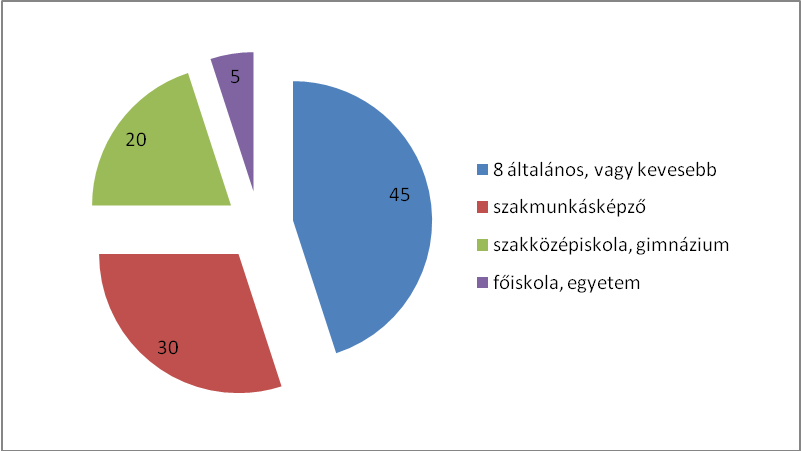 5
20
45
30
8 általános, vagy kevesebb
szakmunkásképző
szakközépiskola, gimnázium
főiskola, egyetem